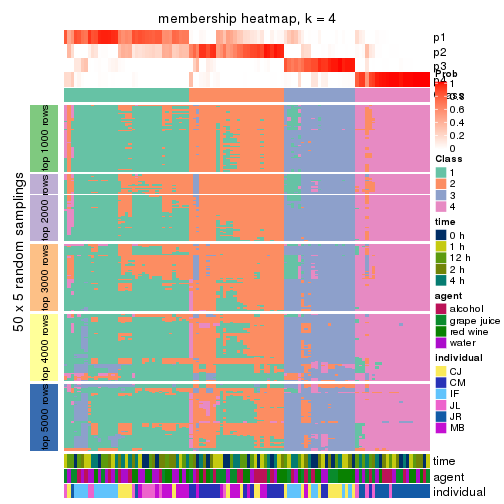 membership heatmap, k = 4
p1
p2
p3
p4
50 x 5 random samplings
top 1000 rows
top 2000 rows
top 3000 rows
top 4000 rows
top 5000 rows
time
agent
individual
Prob
1
0.8
0.6
0.4
0.2
0
Class
1
2
3
4
time
0 h
1 h
12 h
2 h
4 h
agent
alcohol
grape juice
red wine
water
individual
CJ
CM
IF
JL
JR
MB